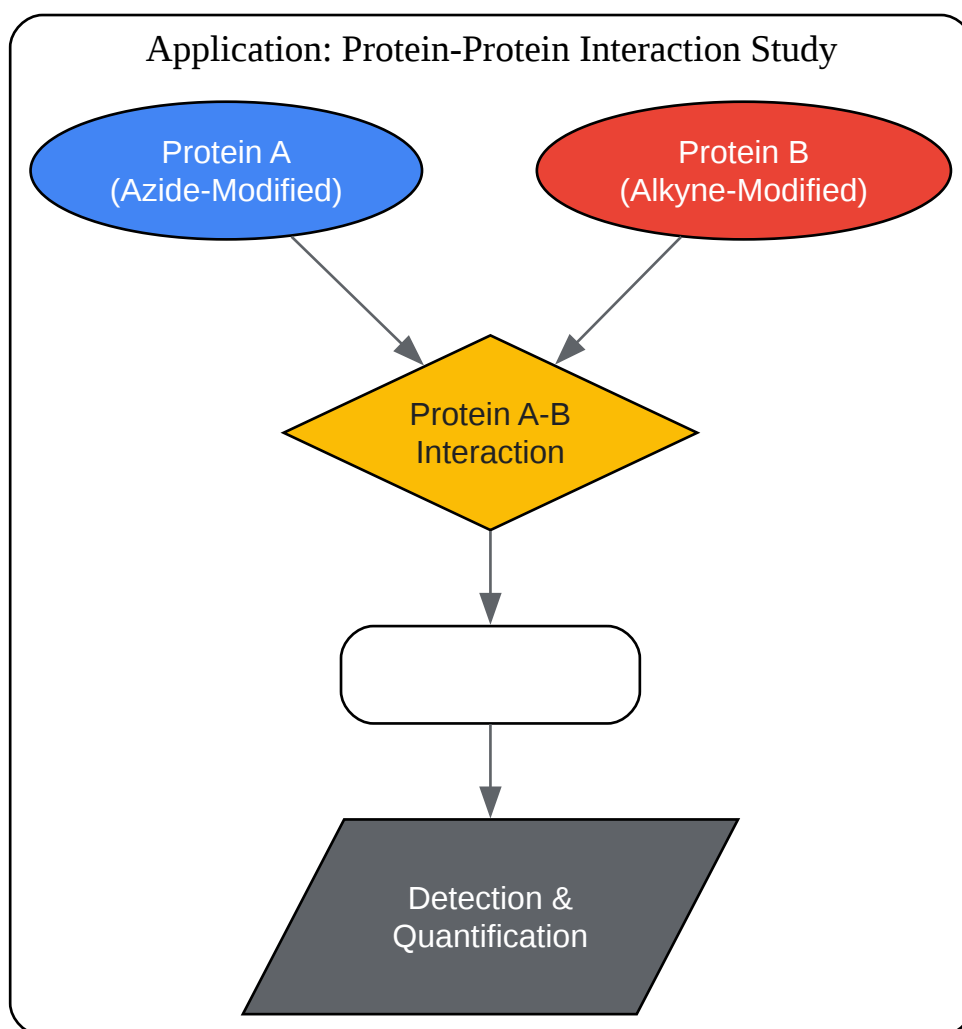 Application: Protein-Protein Interaction Study
Protein A
(Azide-Modified)
Protein B
(Alkyne-Modified)
Protein A-B
Interaction
Detection &
Quantification